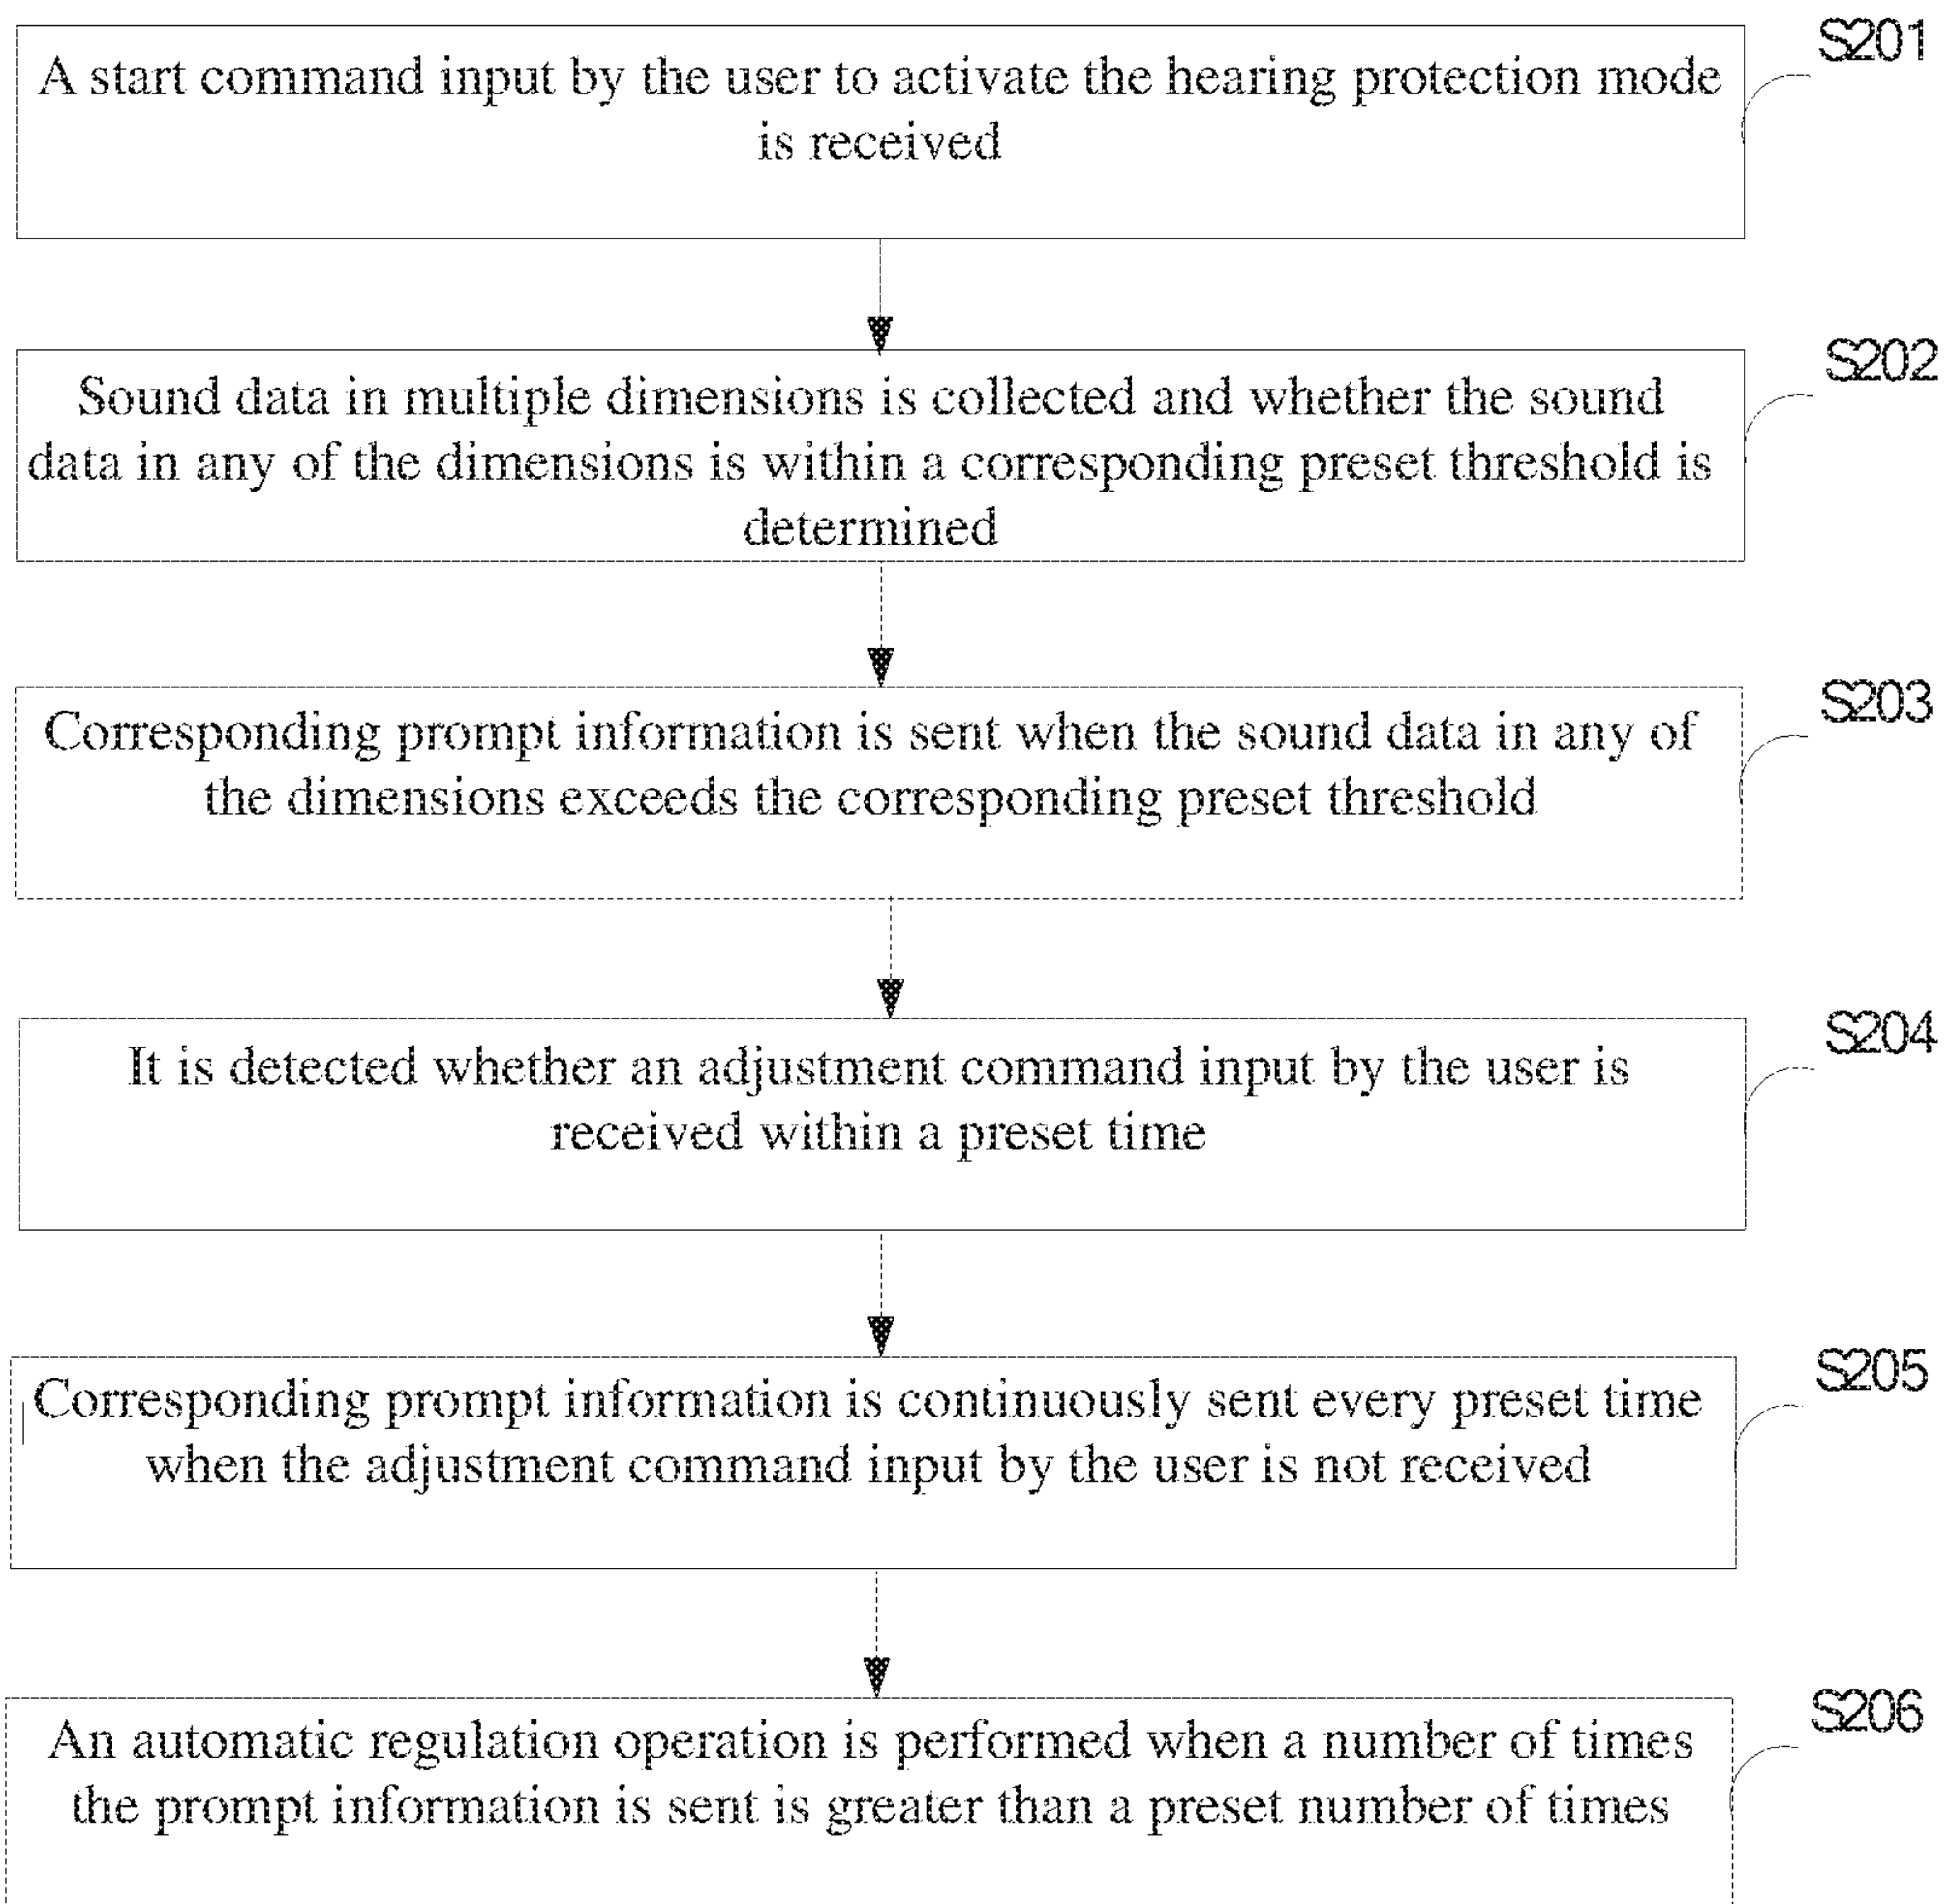 S201
A start command input by the user to activate the hearing protection mode
is received
S202
Sound data in multiple dimensions is collected and whether the sound
data in any of the dimensions is within a corresponding preset threshold is
determined
S203
Corresponding prompt information is sent when the sound data in any of
the dimensions exceeds the corresponding preset threshold
S204
It is detected whether an adjustment command input by the user is
received within a preset time
S205
Corresponding prompt information is continuously sent every preset time
when the adjustment command input by the user is not received
S206
An automatic regulation operation is performed when a number of times
the prompt information is sent is greater than a preset number of times